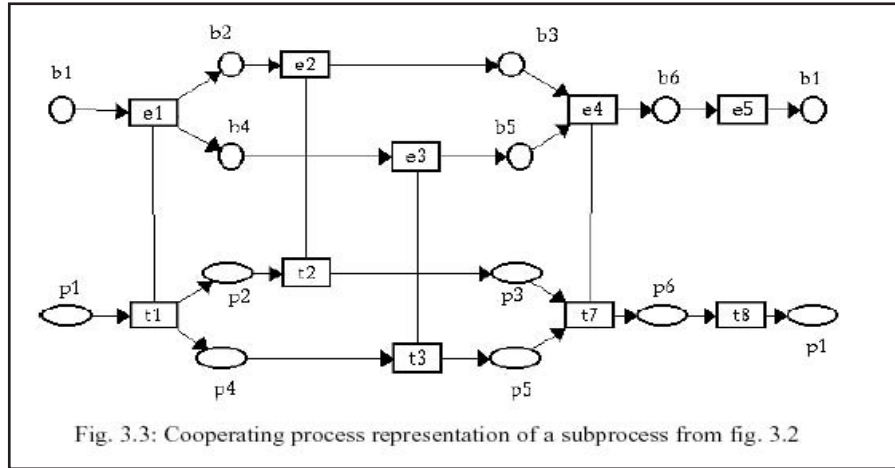 b2
b3
b1
e2
b6
b1
e1
e4
e5
b4
b5
e3
p1
t2
p2
p3
p6
t1
t7
t8
t3
p1
p4
p5
Fig. 3.3: Cooperating process representation of a subprocess from fig. 3.2